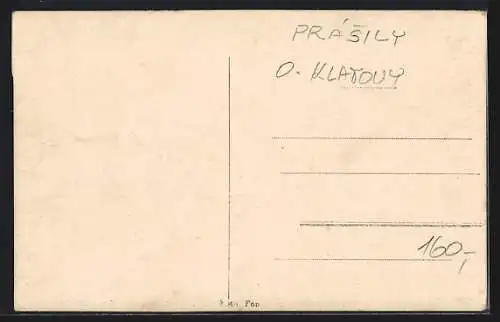 PRÁŠILY
O. KLATOVY
160,-